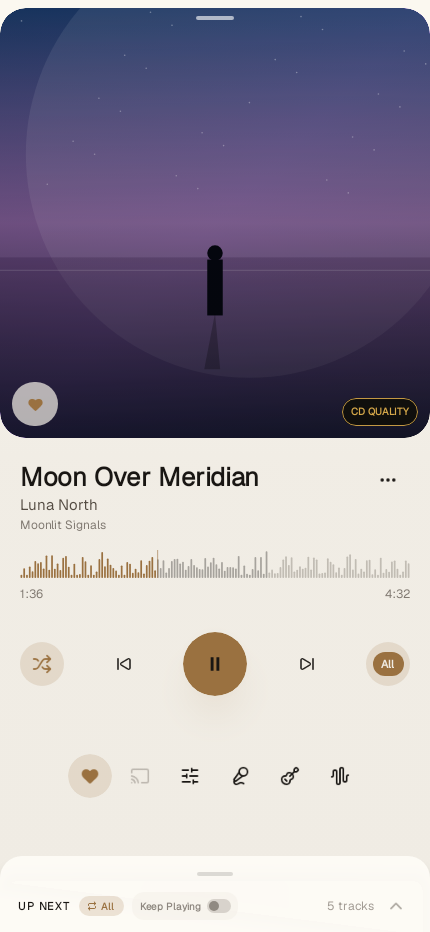 CD QUALITY
Moon Over Meridian
Luna North
Moonlit Signals
1:36 4:32
All
UP NEXT All Keep Playing 5 tracks